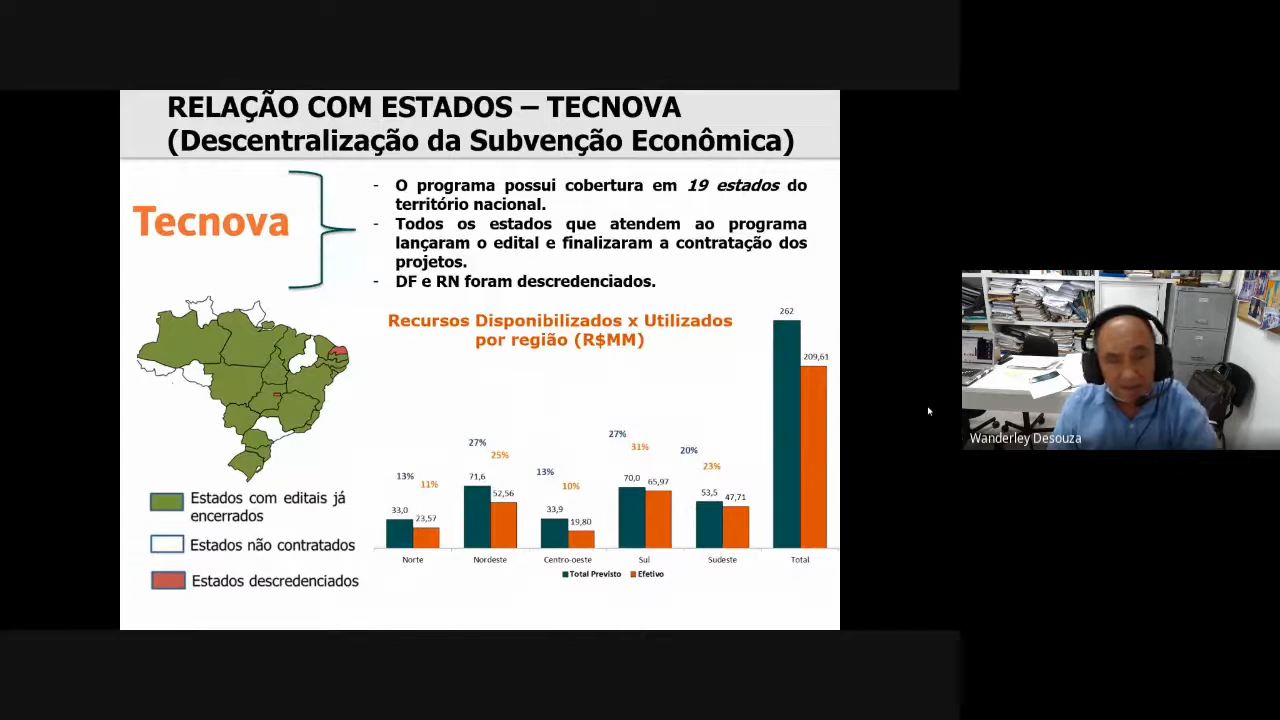 RELAÇÃO COM ESTADOS – TECNOVA
(Descentralização da Subvenção Econômica)
Tecnova
- O programa possui cobertura em 19 estados do
território nacional.
- Todos os estados que atendem ao programa
lançaram o edital e finalizaram a contratação dos
projetos.
- DF e RN foram descredenciados.
Recursos Disponibilizados x Utilizados
por região (R$MM)
262
209,61
27%
31%
27%
25%
20%
23%
13%
11%
13%
10%
33,0
23,57
71,6
52,56
33,9
19,80
70,0
65,97
53,5
47,71
Norte
Nordeste
Centro-oeste
Sul
Sudeste
Total
Total Previsto
Efetivo
Estados com editais já
encerrados
Estados não contratados
Estados descredenciados
Wanderley Desouza